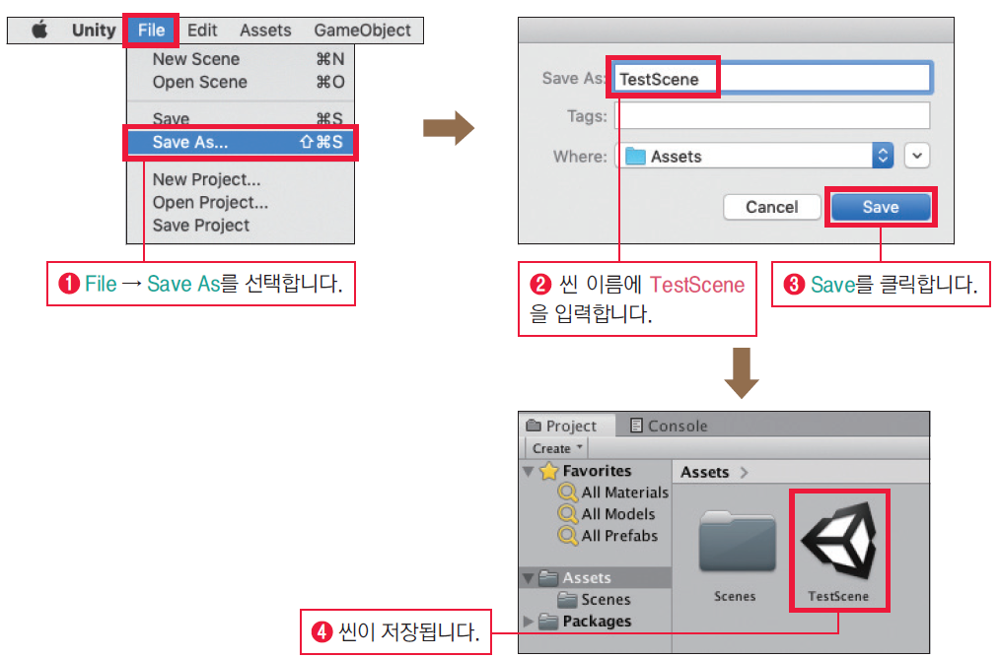 Unity File Edit Assets GameObject
New Scene ⌘N
Open Scene ⌘O
Save ⌘S
Save As... ⇧⌘S
New Project...
Open Project...
Save Project
❶ File → Save As를 선택합니다.
Save As: TestScene
Tags:
Where: Assets
Cancel Save
❷ 씬 이름에 TestScene
을 입력합니다.
❸ Save를 클릭합니다.
Project Console
Create
Favorites
All Materials
All Models
All Prefabs
Assets
Scenes
Packages
Assets >
Scenes TestScene
❹ 씬이 저장됩니다.